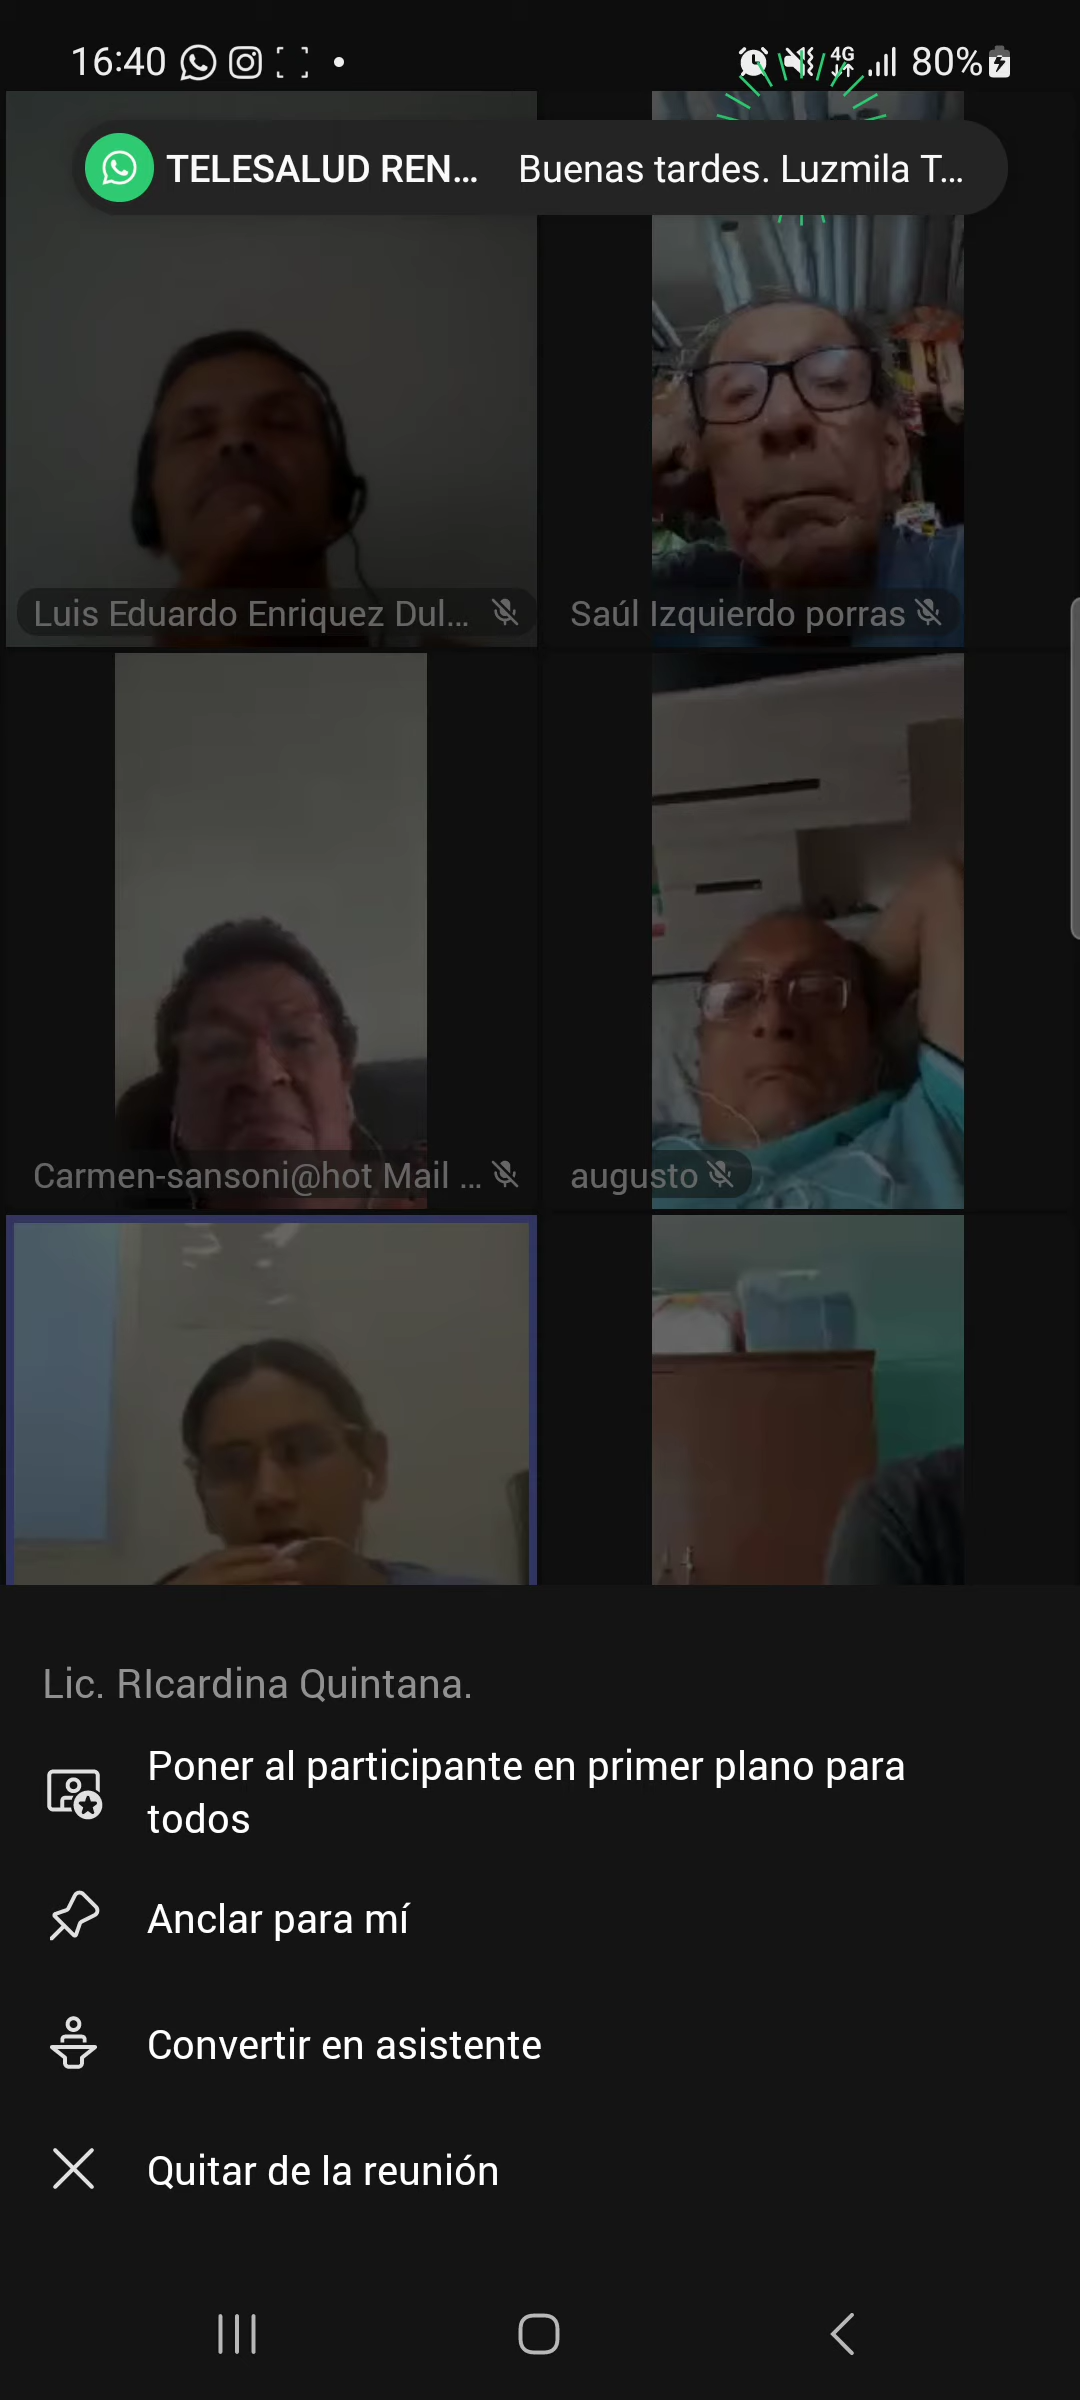 16:40
4G
80%
TELESALUD REN... Buenas tardes. Luzmila T...
Luis Eduardo Enriquez Dul...
Saúl Izquierdo porras
Carmen-sansoni@hot Mail ...
augusto
Lic. RIcardina Quintana.
Poner al participante en primer plano para
todos
Anclar para mí
Convertir en asistente
Quitar de la reunión